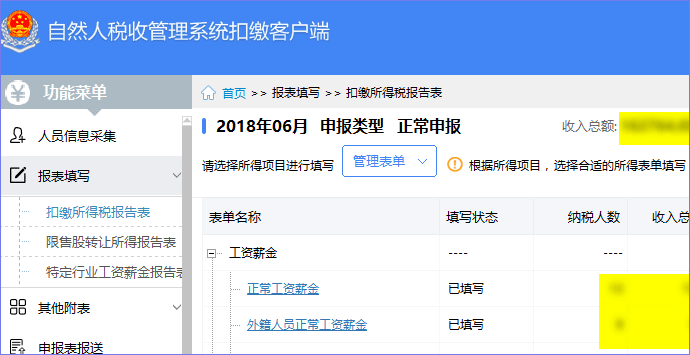 自然人税收管理系统扣缴客户端
功能菜单
首页 >> 报表填写 >> 扣缴所得税报告表
人员信息采集
2018年06月 申报类型 正常申报 收入总额:
报表填写
请选择所得项目进行填写 管理表单 根据所得项目，选择合适的所得表单填写
扣缴所得税报告表
限售股转让所得报告表
特定行业工资薪金报告表
其他附表
申报表报送
表单名称 填写状态 纳税人数 收入总
工资薪金 ---- ----
正常工资薪金 已填写
外籍人员正常工资薪金 已填写